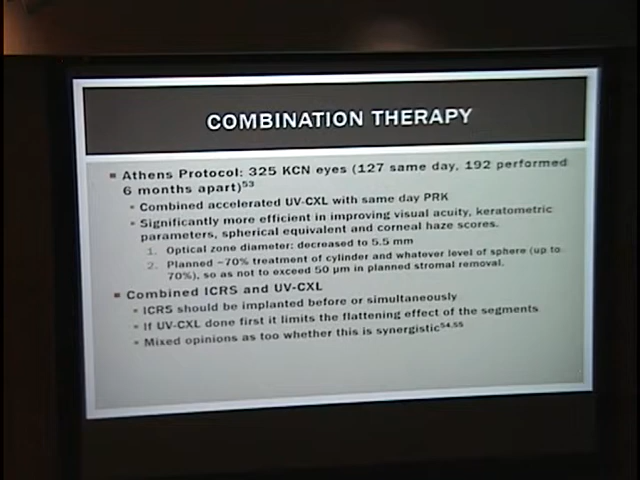 COMBINATION THERAPY
Athens Protocol: 325 KCN eyes (127 same day, 192 performed
6 months apart)53
Combined accelerated UV-CXL with same day PRK
Significantly more efficient in improving visual acuity, keratometric
parameters, spherical equivalent and corneal haze scores.
1. Optical zone diameter: decreased to 5.5 mm
2. Planned ~70% treatment of cylinder and whatever level of sphere (up to
70%), so as not to exceed 50 µm in planned stromal removal.
Combined ICRS and UV-CXL
ICRS should be implanted before or simultaneously
If UV-CXL done first it limits the flattening effect of the segments
Mixed opinions as too whether this is synergistic54,55